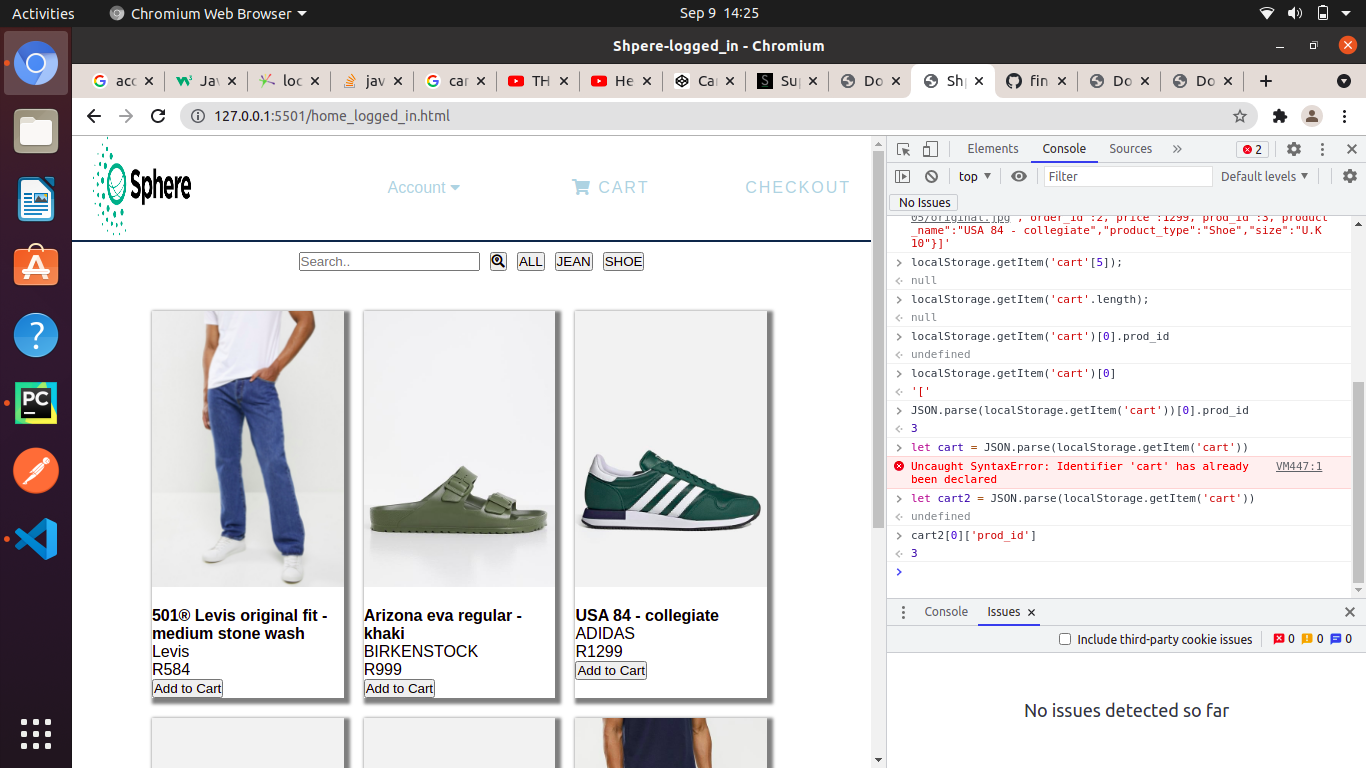 Activities
Chromium Web Browser
Sep 9 14:25
Shpere-logged_in - Chromium
acc
Jav
loc
jav
car
TH
He
Car
Sup
Do
Shp
fin
Do
Do
127.0.0.1:5501/home_logged_in.html
Sphere
Account
CART
CHECKOUT
Search..
ALL
JEAN
SHOE
501® Levis original fit -
medium stone wash
Levis
R584
Add to Cart
Arizona eva regular -
khaki
BIRKENSTOCK
R999
Add to Cart
USA 84 - collegiate
ADIDAS
R1299
Add to Cart
Elements
Console
Sources
»
2
top
Filter
Default levels
No Issues
05/original.jpg","order_id":2,"price":1299,"prod_id":3,"product
_name":"USA 84 - collegiate","product_type":"Shoe","size":"U.K
10"}]'
localStorage.getItem('cart'[5]);
null
localStorage.getItem('cart'.length);
null
localStorage.getItem('cart')[0].prod_id
undefined
localStorage.getItem('cart')[0]
'['
JSON.parse(localStorage.getItem('cart'))[0].prod_id
3
let cart = JSON.parse(localStorage.getItem('cart'))
Uncaught SyntaxError: Identifier 'cart' has already
been declared
VM447:1
let cart2 = JSON.parse(localStorage.getItem('cart'))
undefined
cart2[0]['prod_id']
3
Console
Issues
Include third-party cookie issues
0
0
0
No issues detected so far
PC